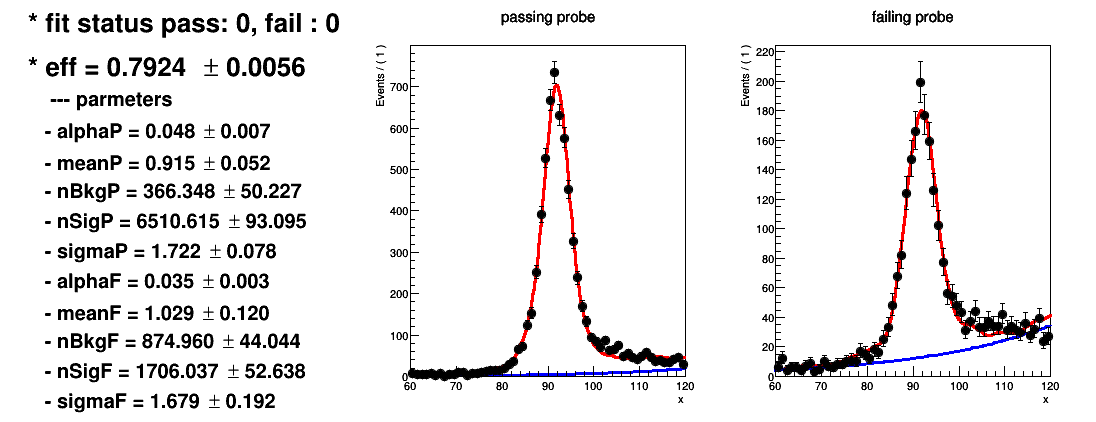 * fit status pass: 0, fail : 0
* eff = 0.7924 ± 0.0056
--- parmeters
- alphaP = 0.048 ± 0.007
- meanP = 0.915 ± 0.052
- nBkgP = 366.348 ± 50.227
- nSigP = 6510.615 ± 93.095
- sigmaP = 1.722 ± 0.078
- alphaF = 0.035 ± 0.003
- meanF = 1.029 ± 0.120
- nBkgF = 874.960 ± 44.044
- nSigF = 1706.037 ± 52.638
- sigmaF = 1.679 ± 0.192
passing probe
Events / ( 1 )
700
600
500
400
300
200
100
0
60 70 80 90 100 110 120
x
failing probe
Events / ( 1 )
220
200
180
160
140
120
100
80
60
40
20
0
60 70 80 90 100 110 120
x